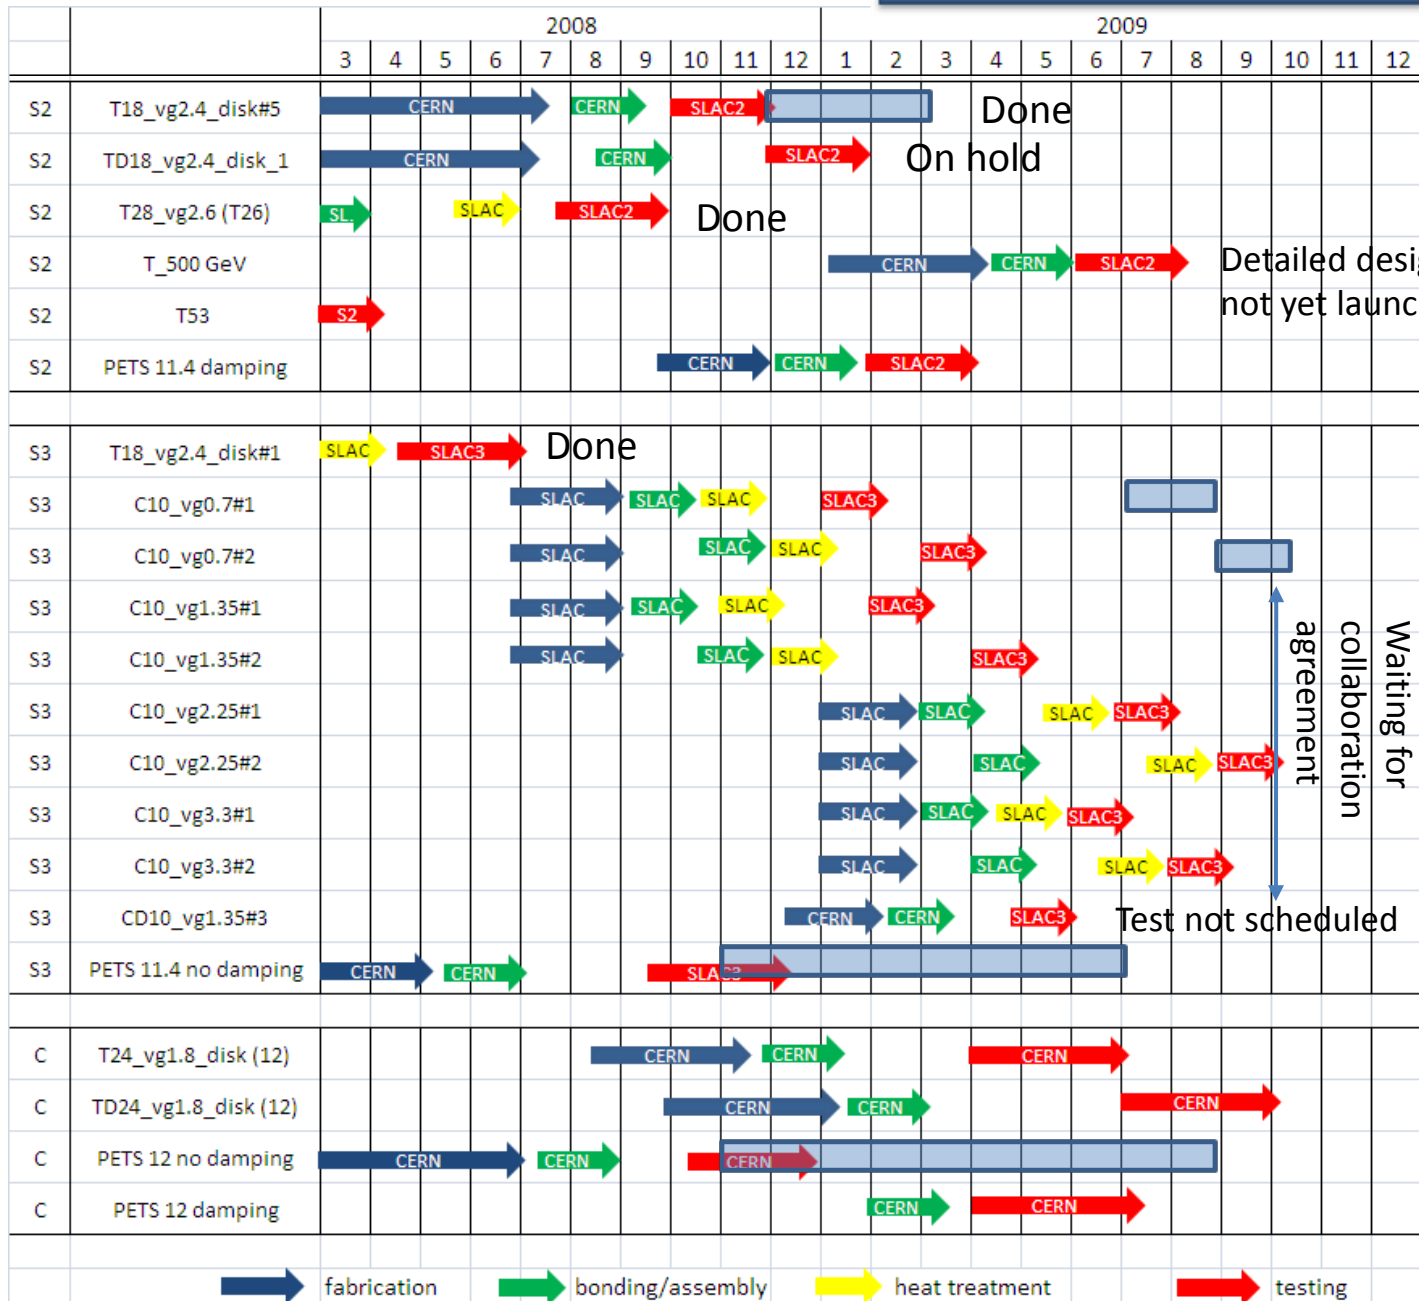 2008 2009
3 4 5 6 7 8 9 10 11 12 1 2 3 4 5 6 7 8 9 10 11 12
S2 T18_vg2.4_disk#5 CERN CERN SLAC2 Done
S2 TD18_vg2.4_disk_1 CERN CERN SLAC2 On hold
S2 T28_vg2.6 (T26) SL. SLAC SLAC2 Done
S2 T_500 GeV CERN CERN SLAC2 Detailed desig
not yet launc
S2 T53 S2
S2 PETS 11.4 damping CERN CERN SLAC2
S3 T18_vg2.4_disk#1 SLAC SLAC3 Done
S3 C10_vg0.7#1 SLAC SLAC SLAC SLAC3
S3 C10_vg0.7#2 SLAC SLAC SLAC SLAC3
S3 C10_vg1.35#1 SLAC SLAC SLAC SLAC3
S3 C10_vg1.35#2 SLAC SLAC SLAC SLAC3
S3 C10_vg2.25#1 SLAC SLAC SLAC SLAC3
S3 C10_vg2.25#2 SLAC SLAC SLAC SLAC3
S3 C10_vg3.3#1 SLAC SLAC SLAC SLAC3
S3 C10_vg3.3#2 SLAC SLAC SLAC SLAC3
Waiting for
collaboration
agreement
S3 CD10_vg1.35#3 CERN CERN SLAC3 Test not scheduled
S3 PETS 11.4 no damping CERN CERN SLAC3
C T24_vg1.8_disk (12) CERN CERN CERN
C TD24_vg1.8_disk (12) CERN CERN CERN
C PETS 12 no damping CERN CERN CERN
C PETS 12 damping CERN CERN
fabrication bonding/assembly heat treatment testing